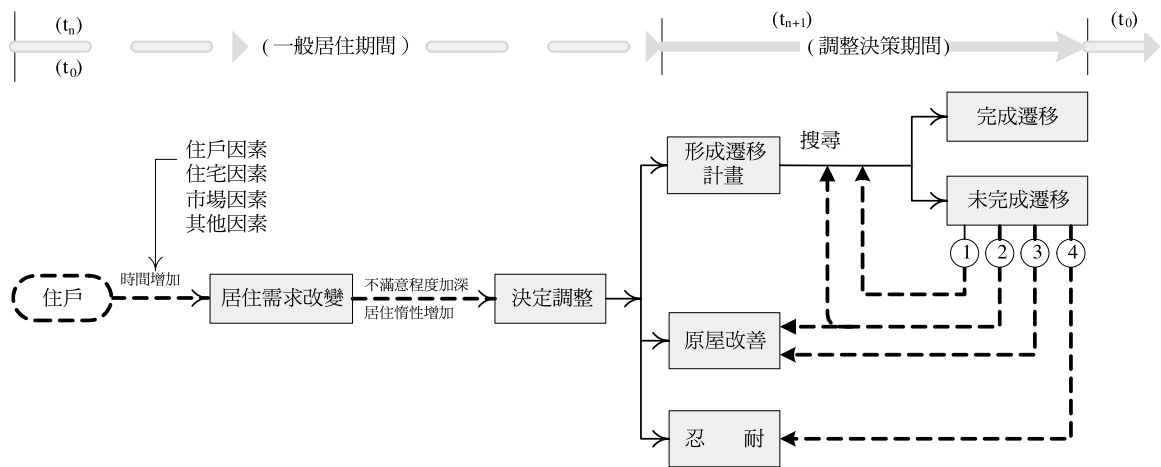 (tn)
(t0)
(一般居住期間)
(tn+1)
(調整決策期間)
(t0)
住戶因素
住宅因素
市場因素
其他因素
住戶
時間增加
居住需求改變
不滿意程度加深
居住惰性增加
決定調整
形成遷移
計畫
搜尋
完成遷移
未完成遷移
1
2
3
4
原屋改善
忍 耐